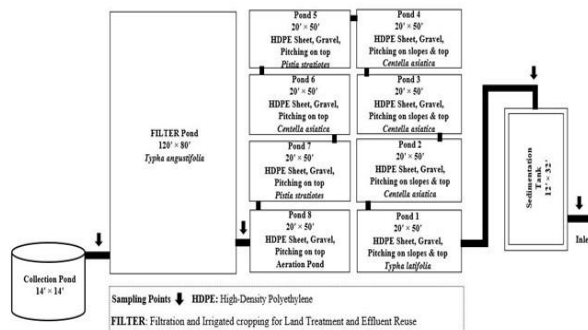 Pond 5
20' × 50'
HDPE Sheet, Gravel,
Pitching on top
Pistia stratiotes
Pond 4
20' × 50'
HDPE Sheet, Gravel,
Pitching on slopes & top
Centella asiatica
Pond 6
20' × 50'
HDPE Sheet, Gravel,
Pitching on top
Centella asiatica
Pond 3
20' × 50'
HDPE Sheet, Gravel,
Pitching on slopes & top
Centella asiatica
FILTER Pond
120' × 80'
Typha angustifolia
Pond 7
20' × 50'
HDPE Sheet, Gravel,
Pitching on top
Pistia stratiotes
Pond 2
20' × 50'
HDPE Sheet, Gravel,
Pitching on slopes & top
Centella asiatica
Sedimentation
Tank
12' × 32'
Pond 8
20' × 50'
HDPE Sheet, Gravel,
Pitching on top
Aeration Pond
Pond 1
20' × 50'
HDPE Sheet, Gravel,
Pitching on slopes & top
Typha latifolia
Inle
Collection Pond
14' × 14'
Sampling Points HDPE: High-Density Polyethylene
FILTER: Filtration and Irrigated cropping for Land Treatment and Effluent Reuse